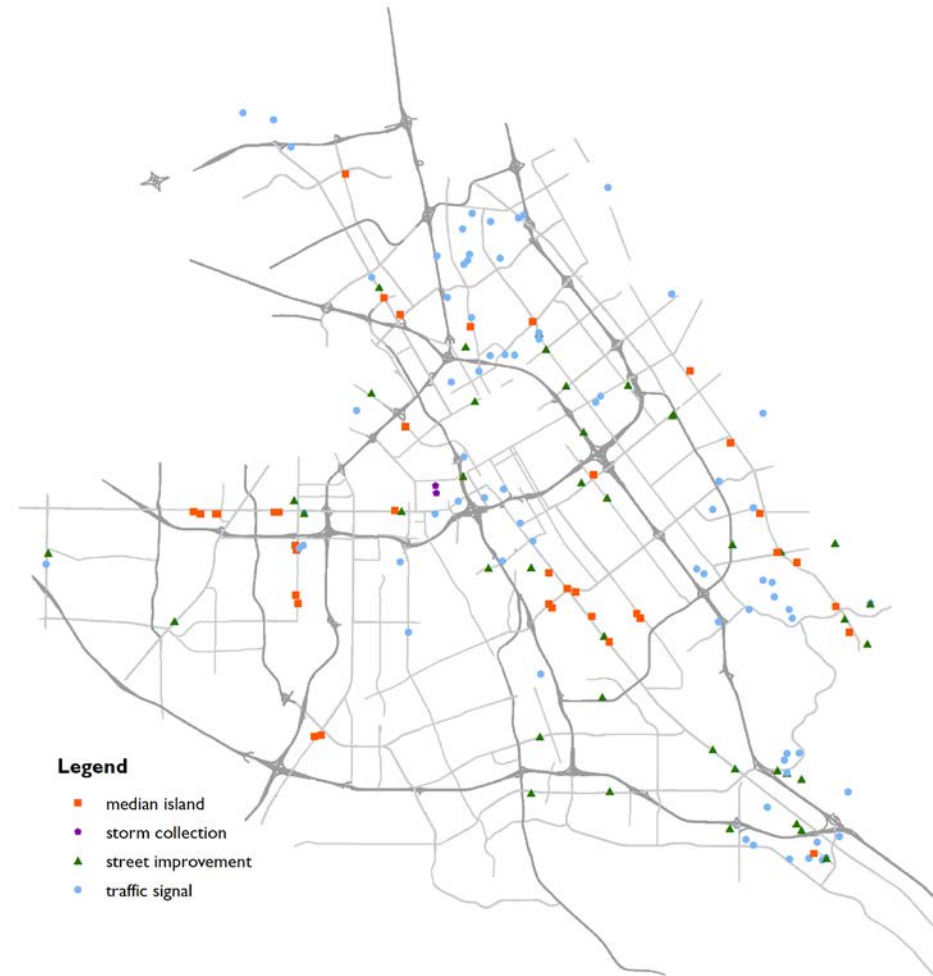 Legend
median island
storm collection
street improvement
traffic signal